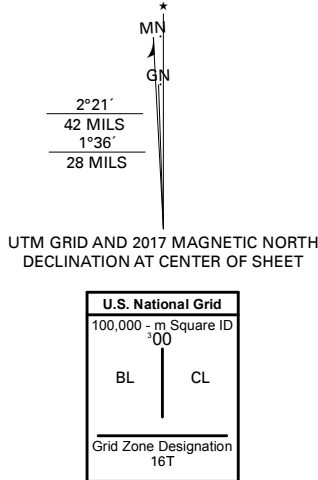 MN
GN
2°21´
42 MILS
1°36´
28 MILS
UTM GRID AND 2017 MAGNETIC NORTH
DECLINATION AT CENTER OF SHEET
U.S. National Grid
100,000 - m Square ID
³00
BL CL
Grid Zone Designation
16T